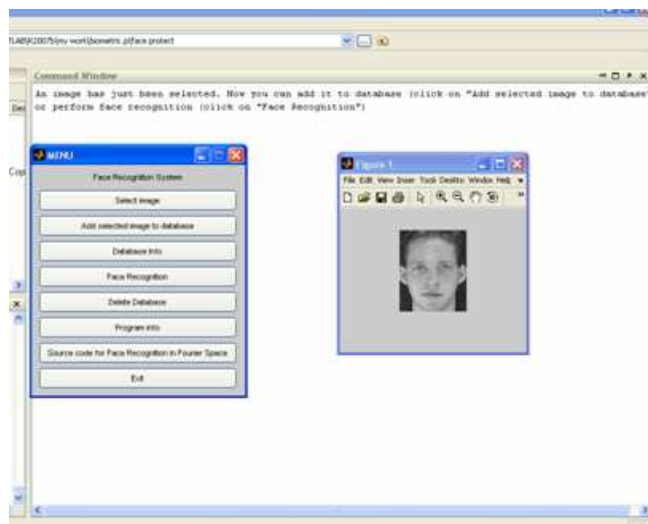 Command Window
An image has just been selected. Now you can add it to database (click on "Add selected image to database"
or perform face recognition (click on "Face Recognition")
MENU
Face Recognition System
Select image
Add selected image to database
Database Info
Face Recognition
Delete Database
Program info
Source code for Face Recognition in Fourier Space
Exit
Figure 1
File Edit View Inser Tools Deskto Window Help